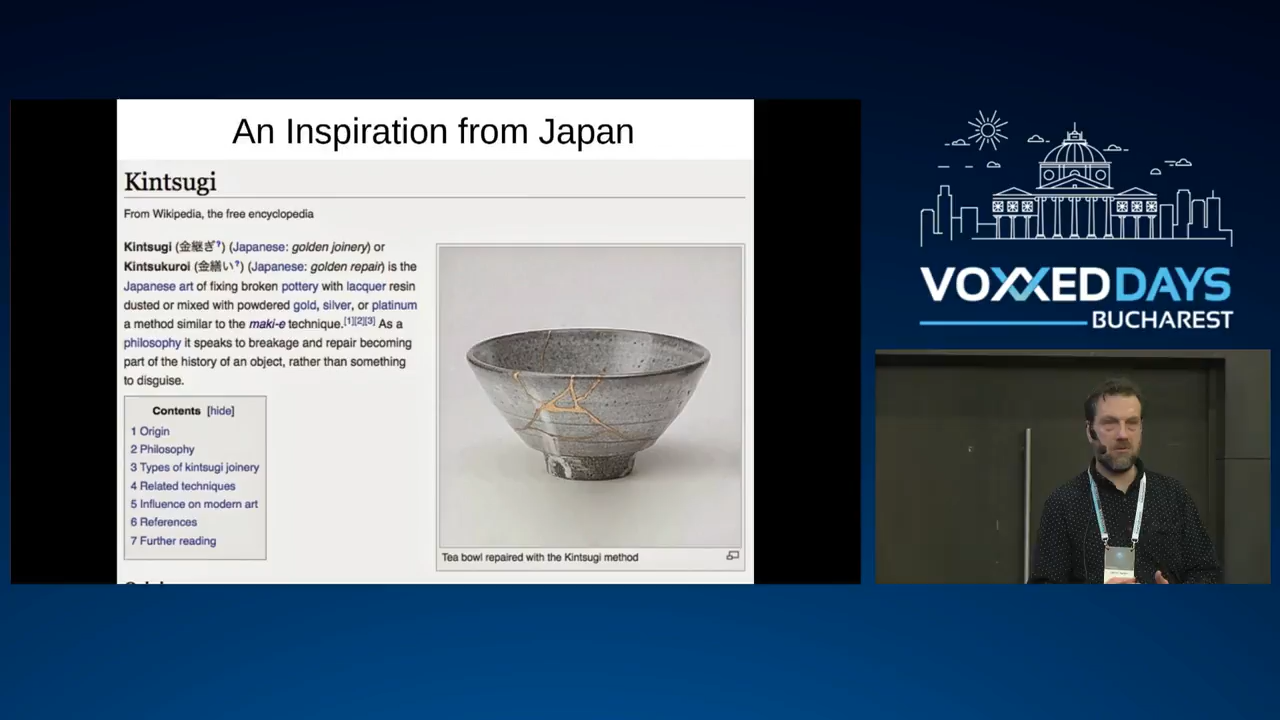 An Inspiration from Japan
Kintsugi
From Wikipedia, the free encyclopedia
Kintsugi (金継ぎ?) (Japanese: golden joinery) or
Kintsukuroi (金繕い?) (Japanese: golden repair) is the
Japanese art of fixing broken pottery with lacquer resin
dusted or mixed with powdered gold, silver, or platinum
a method similar to the maki-e technique.[1][2][3] As a
philosophy it speaks to breakage and repair becoming
part of the history of an object, rather than something
to disguise.
Contents [hide]
1 Origin
2 Philosophy
3 Types of kintsugi joinery
4 Related techniques
5 Influence on modern art
6 References
7 Further reading
Tea bowl repaired with the Kintsugi method
VOXXED DAYS
BUCHAREST